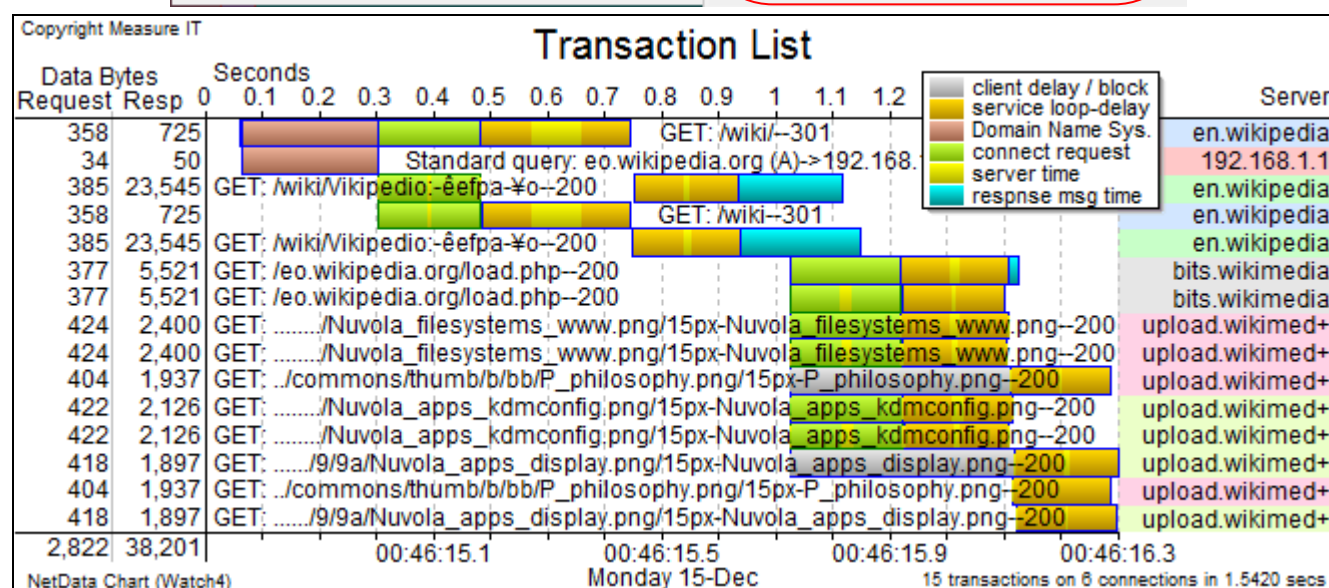 Copyright Measure IT
Transaction List
Data Bytes Seconds
Request Resp 0 0.1 0.2 0.3 0.4 0.5 0.6 0.7 0.8 0.9 1 1.1 1.2 Server
client delay / block
service loop-delay
Domain Name Sys.
connect request
server time
respnse msg time
358 725 GET: /wiki/--301 en.wikipedia
34 50 Standard query: eo.wikipedia.org (A)->192.168. 192.168.1.1
385 23,545 GET: /wiki/Vikipedio:-êefpa-¥o--200 en.wikipedia
358 725 GET: /wiki--301 en.wikipedia
385 23,545 GET: /wiki/Vikipedio:-êefpa-¥o--200 en.wikipedia
377 5,521 GET: /eo.wikipedia.org/load.php--200 bits.wikimedia
377 5,521 GET: /eo.wikipedia.org/load.php--200 bits.wikimedia
424 2,400 GET: ......./Nuvola_filesystems_www.png/15px-Nuvola_filesystems_www.png--200 upload.wikimed+
424 2,400 GET: ......./Nuvola_filesystems_www.png/15px-Nuvola_filesystems_www.png--200 upload.wikimed+
404 1,937 GET: ../commons/thumb/b/bb/P_philosophy.png/15px-P_philosophy.png--200 upload.wikimed+
422 2,126 GET: ......./Nuvola_apps_kdmconfig.png/15px-Nuvola_apps_kdmconfig.png--200 upload.wikimed+
422 2,126 GET: ......./Nuvola_apps_kdmconfig.png/15px-Nuvola_apps_kdmconfig.png--200 upload.wikimed+
418 1,897 GET: ....../9/9a/Nuvola_apps_display.png/15px-Nuvola_apps_display.png--200 upload.wikimed+
404 1,937 GET: ../commons/thumb/b/bb/P_philosophy.png/15px-P_philosophy.png--200 upload.wikimed+
418 1,897 GET: ....../9/9a/Nuvola_apps_display.png/15px-Nuvola_apps_display.png--200 upload.wikimed+
2,822 38,201 00:46:15.1 00:46:15.5 00:46:15.9 00:46:16.3
NetData Chart (Watch4) Monday 15-Dec 15 transactions on 6 connections in 1.5420 secs